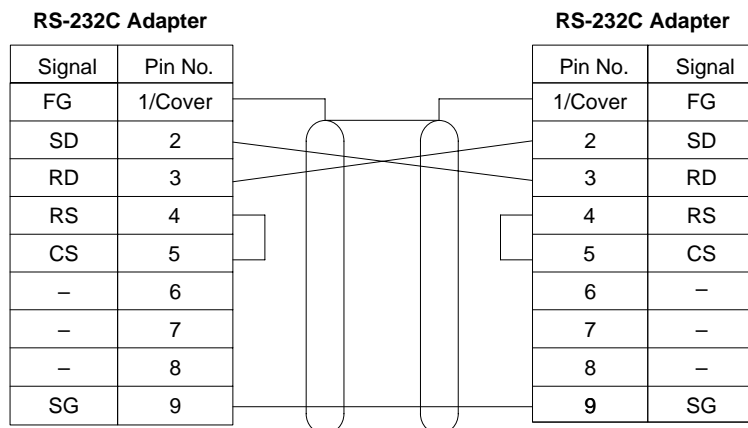 RS-232C Adapter RS-232C Adapter
Signal Pin No. Pin No. Signal
FG 1/Cover 1/Cover FG
SD 2 2 SD
RD 3 3 RD
RS 4 4 RS
CS 5 5 CS
– 6 6 –
– 7 7 –
– 8 8 –
SG 9 9 SG